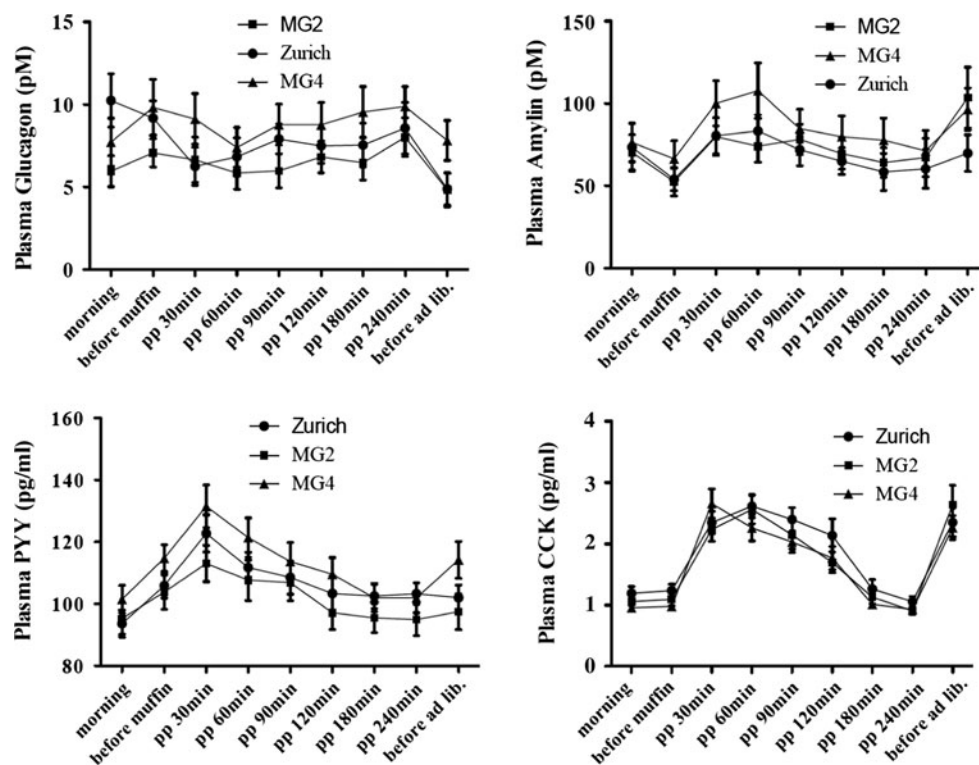 Plasma Glucagon (pM)
15
10
5
0
MG2
Zurich
MG4
morning
before muffin
pp 30min
pp 60min
pp 90min
pp 120min
pp 180min
pp 240min
before ad lib.
Plasma Amylin (pM)
150
100
50
0
MG2
MG4
Zurich
morning
before muffin
pp 30min
pp 60min
pp 90min
pp 120min
pp 180min
pp 240min
before ad lib.
Plasma PYY (pg/ml)
160
140
120
100
80
Zurich
MG2
MG4
morning
before muffin
pp 30min
pp 60min
pp 90min
pp 120min
pp 180min
pp 240min
before ad lib.
Plasma CCK (pg/ml)
4
3
2
1
0
Zurich
MG2
MG4
morning
before muffin
pp 30min
pp 60min
pp 90min
pp 120min
pp 180min
pp 240min
before ad lib.